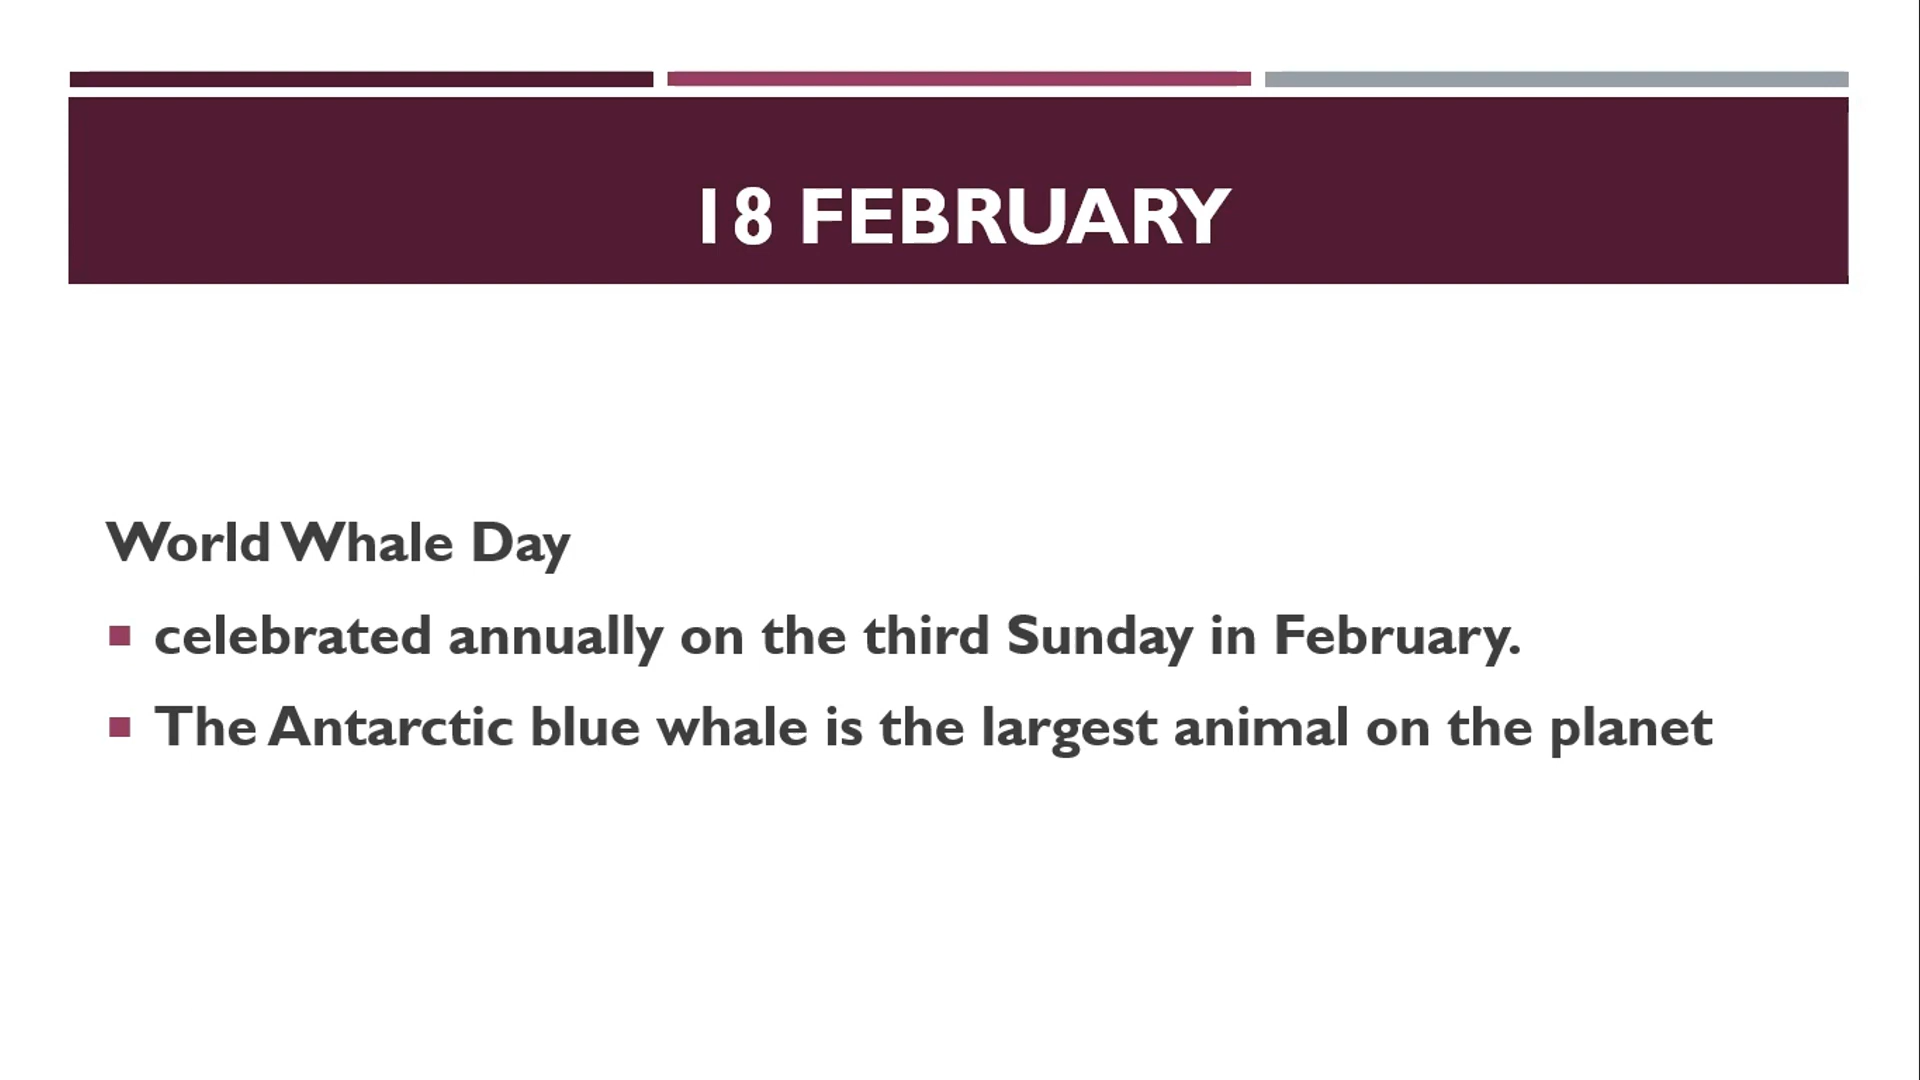 18 FEBRUARY
World Whale Day
celebrated annually on the third Sunday in February.
The Antarctic blue whale is the largest animal on the planet